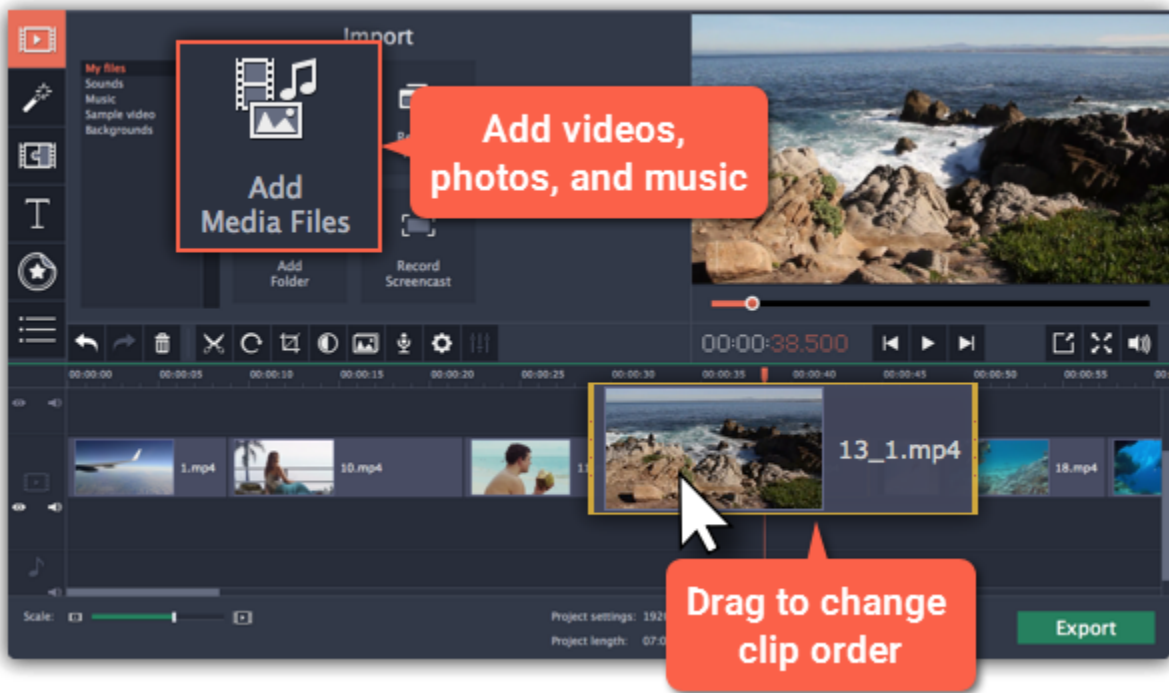 Import
My files
Sounds
Music
Sample video
Backgrounds
Add
Media Files
Add videos,
photos, and music
Add
Folder
Record
Screencast
00:00:38.500
00:00:00 00:00:05 00:00:10 00:00:15 00:00:20 00:00:25 00:00:30 00:00:35 00:00:40 00:00:45 00:00:50 00:00:55
1.mp4
10.mp4
13_1.mp4
18.mp4
Scale:
Project settings:
Project length:
Drag to change
clip order
Export